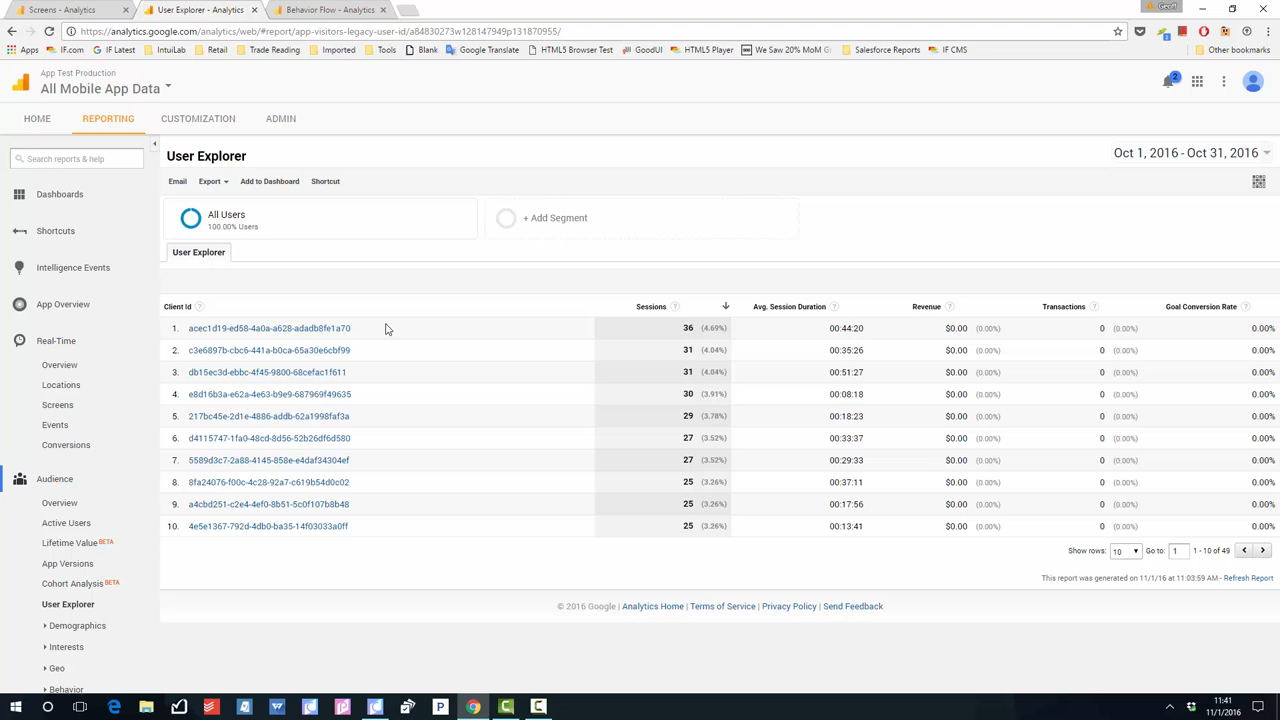 Screens - Analytics
User Explorer - Analytics
Behavior Flow - Analytics
Geoff
https://analytics.google.com/analytics/web/#report/app-visitors-legacy-user-id/a84830273w128147949p131870955/
Apps
IF.com
IF Latest
IntuiLab
Retail
Trade Reading
Imported
Tools
Blank
Google Translate
HTML5 Browser Test
GoodUI
HTML5 Player
We Saw 20% MoM G
Salesforce Reports
IF CMS
Other bookmarks
App Test Production
All Mobile App Data
2
HOME
REPORTING
CUSTOMIZATION
ADMIN
Search reports & help
Dashboards
Shortcuts
Intelligence Events
App Overview
Real-Time
Overview
Locations
Screens
Events
Conversions
Audience
Overview
Active Users
Lifetime Value BETA
App Versions
Cohort Analysis BETA
User Explorer
Demographics
Interests
Geo
Behavior
User Explorer
Oct 1, 2016 - Oct 31, 2016
Email Export Add to Dashboard Shortcut
All Users
100.00% Users
+ Add Segment
User Explorer
Client Id ? Sessions ? Avg. Session Duration ? Revenue ? Transactions ? Goal Conversion Rate ?
1. acec1d19-ed58-4a0a-a628-adadb8fe1a70 36 (4.69%) 00:44:20 $0.00 (0.00%) 0 (0.00%) 0.00%
2. c3e6897b-cbc6-441a-b0ca-65a30e6cbf99 31 (4.04%) 00:35:26 $0.00 (0.00%) 0 (0.00%) 0.00%
3. db15ec3d-ebbc-4f45-9800-68cefac1f611 31 (4.04%) 00:51:27 $0.00 (0.00%) 0 (0.00%) 0.00%
4. e8d16b3a-e62a-4e63-b9e9-687969f49635 30 (3.91%) 00:08:18 $0.00 (0.00%) 0 (0.00%) 0.00%
5. 217bc45e-2d1e-4886-addb-62a1998faf3a 29 (3.78%) 00:18:23 $0.00 (0.00%) 0 (0.00%) 0.00%
6. d4115747-1fa0-48cd-8d56-52b26df6d580 27 (3.52%) 00:33:37 $0.00 (0.00%) 0 (0.00%) 0.00%
7. 5589d3c7-2a88-4145-858e-e4daf34304ef 27 (3.52%) 00:29:33 $0.00 (0.00%) 0 (0.00%) 0.00%
8. 8fa24076-f00c-4c28-92a7-c619b54d0c02 25 (3.26%) 00:37:11 $0.00 (0.00%) 0 (0.00%) 0.00%
9. a4cbd251-c2e4-4ef0-8b51-5c0f107b8b48 25 (3.26%) 00:17:56 $0.00 (0.00%) 0 (0.00%) 0.00%
10. 4e5e1367-792d-4db0-ba35-14f03033a0ff 25 (3.26%) 00:13:41 $0.00 (0.00%) 0 (0.00%) 0.00%
Show rows: 10 Go to: 1 1 - 10 of 49
This report was generated on 11/1/16 at 11:03:59 AM - Refresh Report
© 2016 Google | Analytics Home | Terms of Service | Privacy Policy | Send Feedback
11:41
11/1/2016